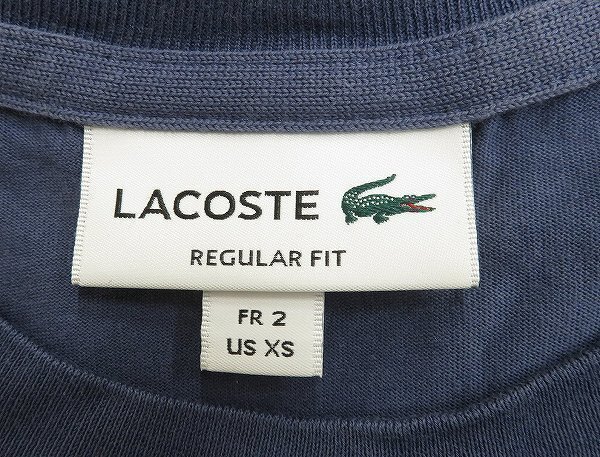 LACOSTE
REGULAR FIT
FR 2
US XS